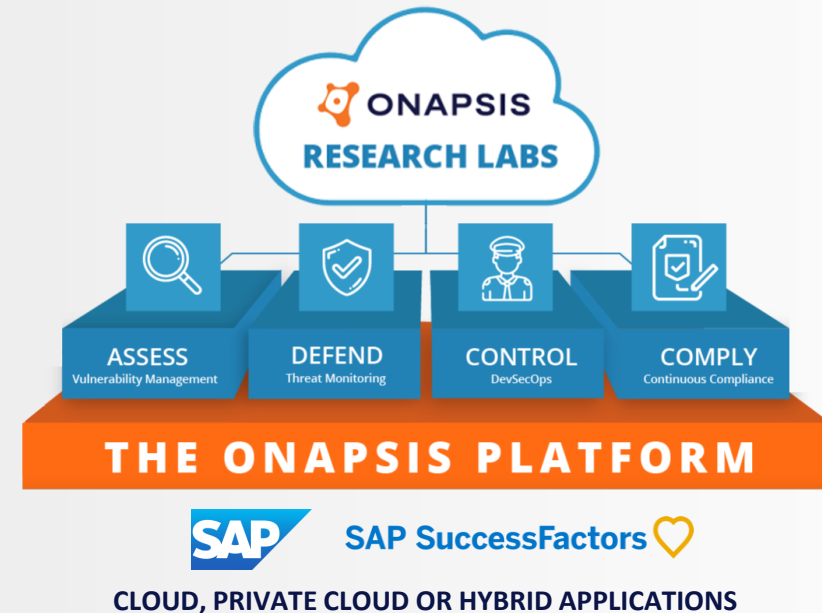 ONAPSIS
RESEARCH LABS
ASSESS
Vulnerability Management
DEFEND
Threat Monitoring
CONTROL
DevSecOps
COMPLY
Continuous Compliance
THE ONAPSIS PLATFORM
SAP SAP SuccessFactors
CLOUD, PRIVATE CLOUD OR HYBRID APPLICATIONS